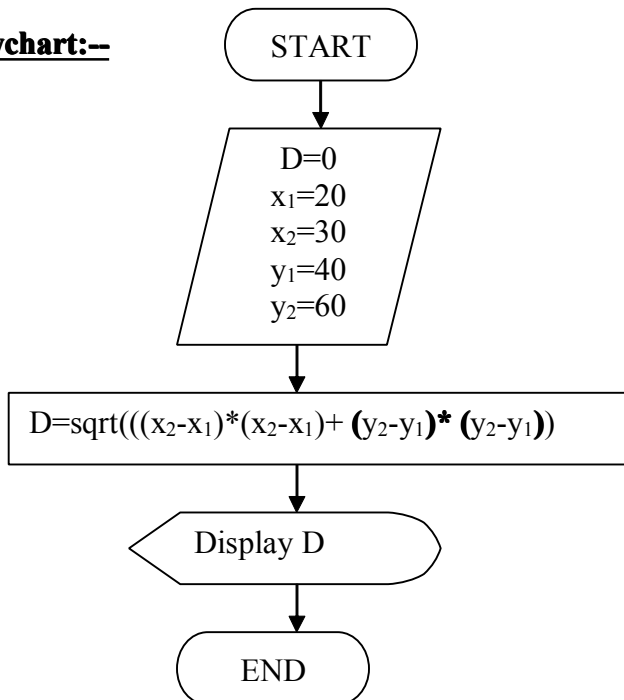 vchart:--
START
D=0
x₁=20
x₂=30
y₁=40
y₂=60
D=sqrt(((x₂-x₁)*(x₂-x₁)+ (y₂-y₁)* (y₂-y₁))
Display D
END